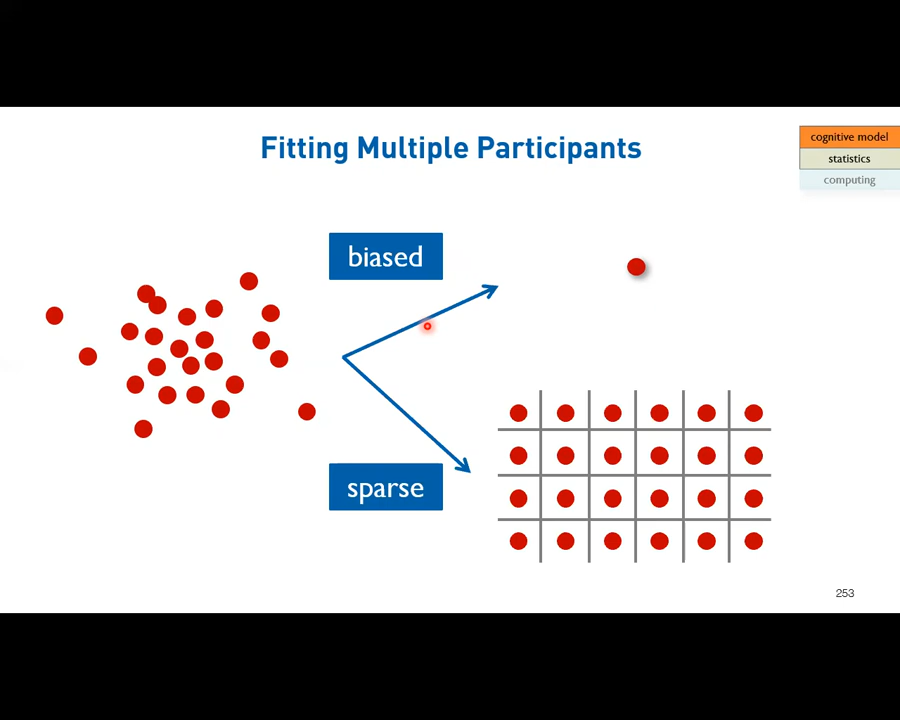 Fitting Multiple Participants
cognitive model
statistics
computing
biased
sparse
253